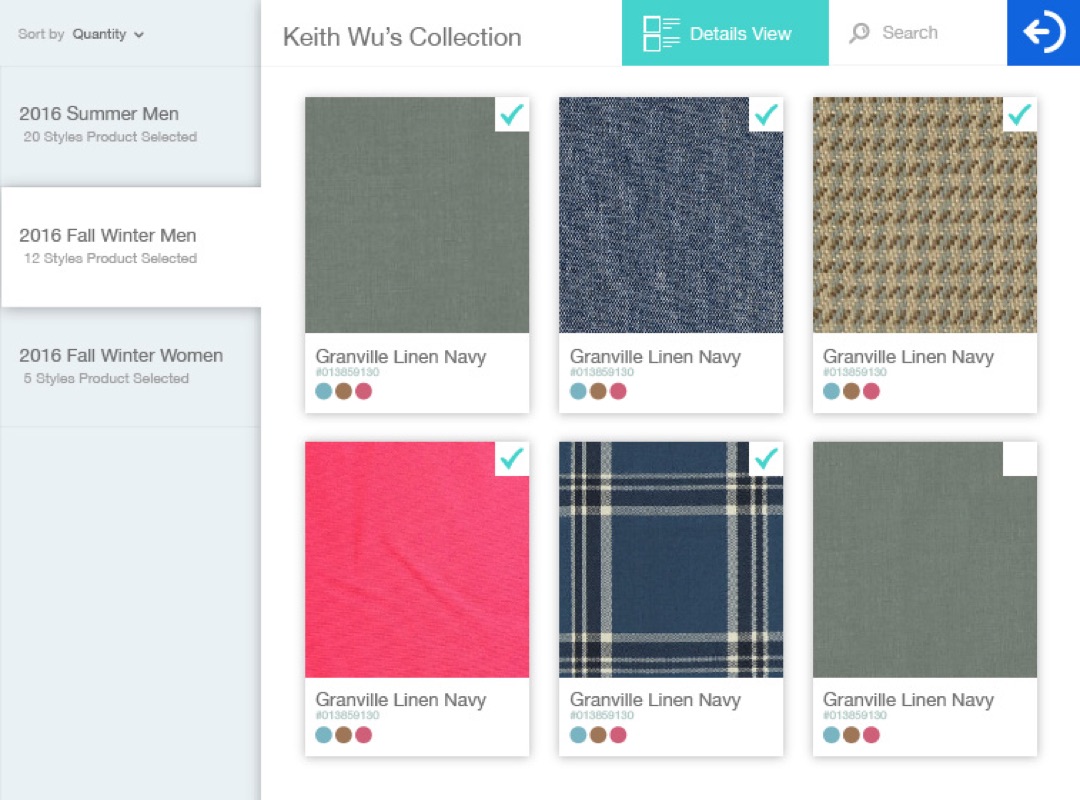 Sort by Quantity
Keith Wu’s Collection
Details View
Search
2016 Summer Men
20 Styles Product Selected
2016 Fall Winter Men
12 Styles Product Selected
2016 Fall Winter Women
5 Styles Product Selected
Granville Linen Navy
#013859130
Granville Linen Navy
#013859130
Granville Linen Navy
#013859130
Granville Linen Navy
#013859130
Granville Linen Navy
#013859130
Granville Linen Navy
#013859130